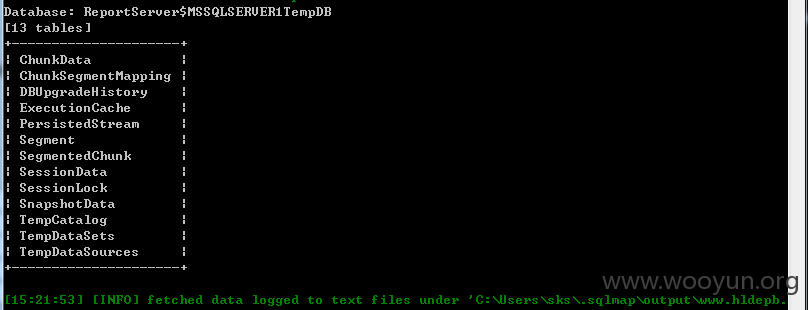 Database: ReportServer$MSSQLSERVER1TempDB
[13 tables]
+---------------------+
| ChunkData |
| ChunkSegmentMapping |
| DBUpgradeHistory |
| ExecutionCache |
| PersistedStream |
| Segment |
| SegmentedChunk |
| SessionData |
| SessionLock |
| SnapshotData |
| TempCatalog |
| TempDataSets |
| TempDataSources |
+---------------------+
www.wooyun.org
[15:21:53] [INFO] fetched data logged to text files under 'C:\Users\sks\.sqlmap\output\www.hldepb.